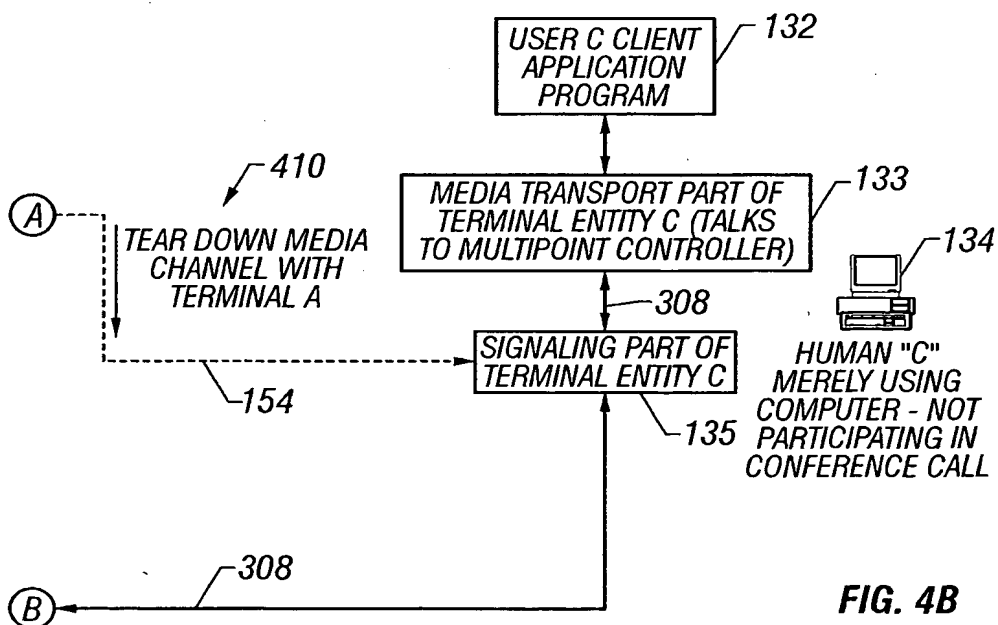 USER C CLIENT
APPLICATION
PROGRAM
132
410
A
TEAR DOWN MEDIA
CHANNEL WITH
TERMINAL A
MEDIA TRANSPORT PART OF
TERMINAL ENTITY C (TALKS
TO MULTIPOINT CONTROLLER)
133
134
308
SIGNALING PART OF
TERMINAL ENTITY C
154
135
HUMAN "C"
MERELY USING
COMPUTER - NOT
PARTICIPATING IN
CONFERENCE CALL
308
B
FIG. 4B